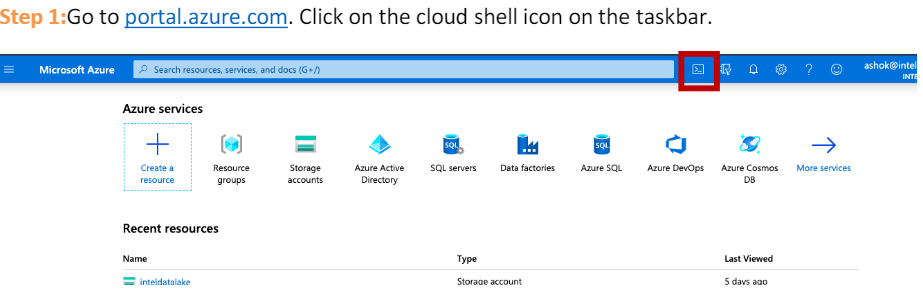 Step 1:Go to portal.azure.com. Click on the cloud shell icon on the taskbar.
Microsoft Azure Search resources, services, and docs (G+/) ashok@intel
INTE
Azure services
Create a resource
Resource groups
Storage accounts
Azure Active Directory
SQL servers
Data factories
Azure SQL
Azure DevOps
Azure Cosmos DB
More services
Recent resources
Name Type Last Viewed
inteldatalake Storage account 5 days ago